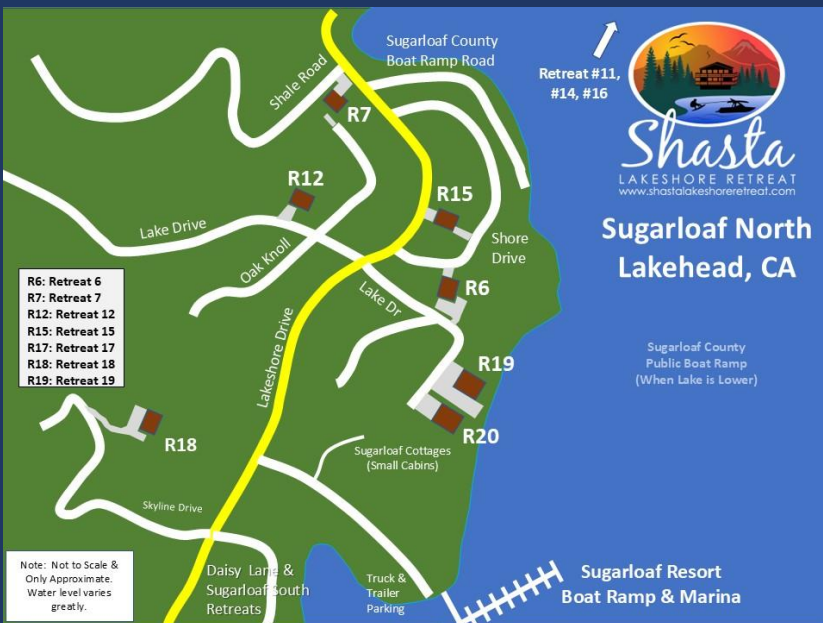 Sugarloaf County
Boat Ramp Road
Retreat #11,
#14, #16
Shasta
LAKESHORE RETREAT
www.shastalakeshoreretreat.com
Sugarloaf North
Lakehead, CA
Shale Road
R7
R12
R15
Lake Drive
Oak Knoll
Shore
Drive
Lake Dr
R6
R6: Retreat 6
R7: Retreat 7
R12: Retreat 12
R15: Retreat 15
R17: Retreat 17
R18: Retreat 18
R19: Retreat 19
Lakeshore Drive
Sugarloaf County
Public Boat Ramp
(When Lake is Lower)
R19
R20
R18
Sugarloaf Cottages
(Small Cabins)
Skyline Drive
Note: Not to Scale &
Only Approximate.
Water level varies
greatly.
Daisy Lane &
Sugarloaf South
Retreats
Truck &
Trailer
Parking
Sugarloaf Resort
Boat Ramp & Marina